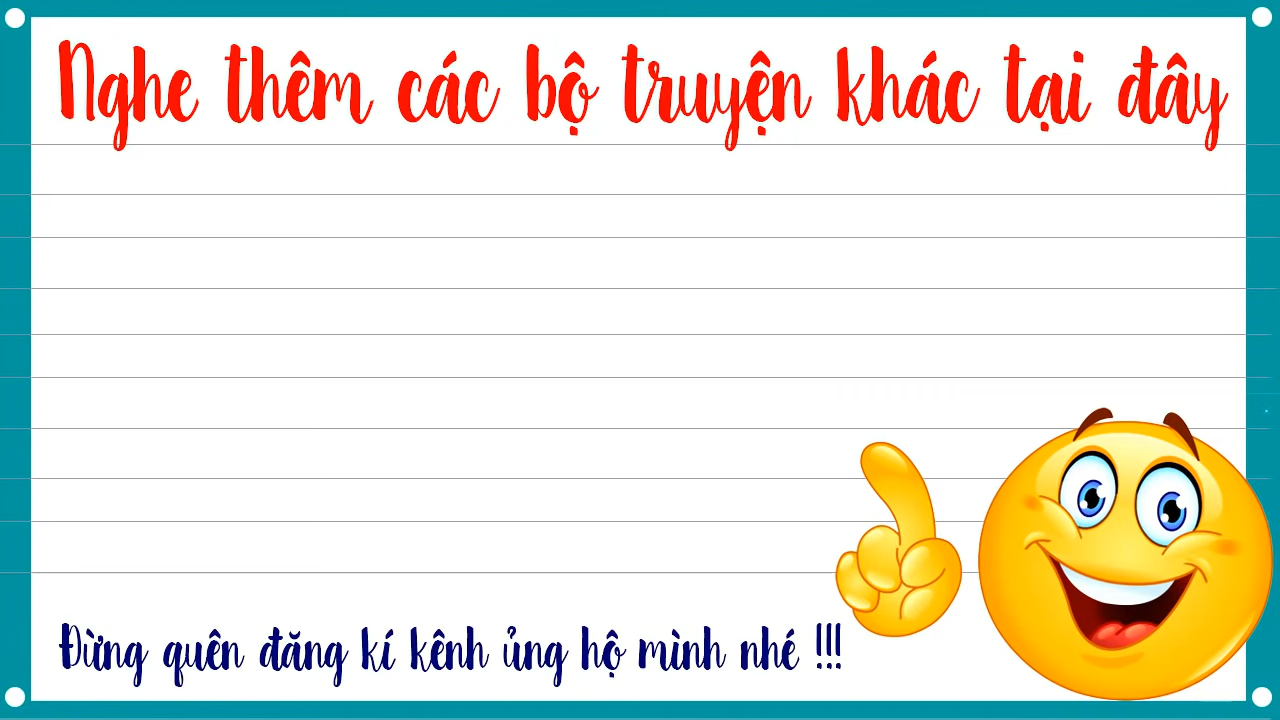 Nghe thêm các bộ truyện khác tại đây
Đừng quên đăng kí kênh ủng hộ mình nhé !!!